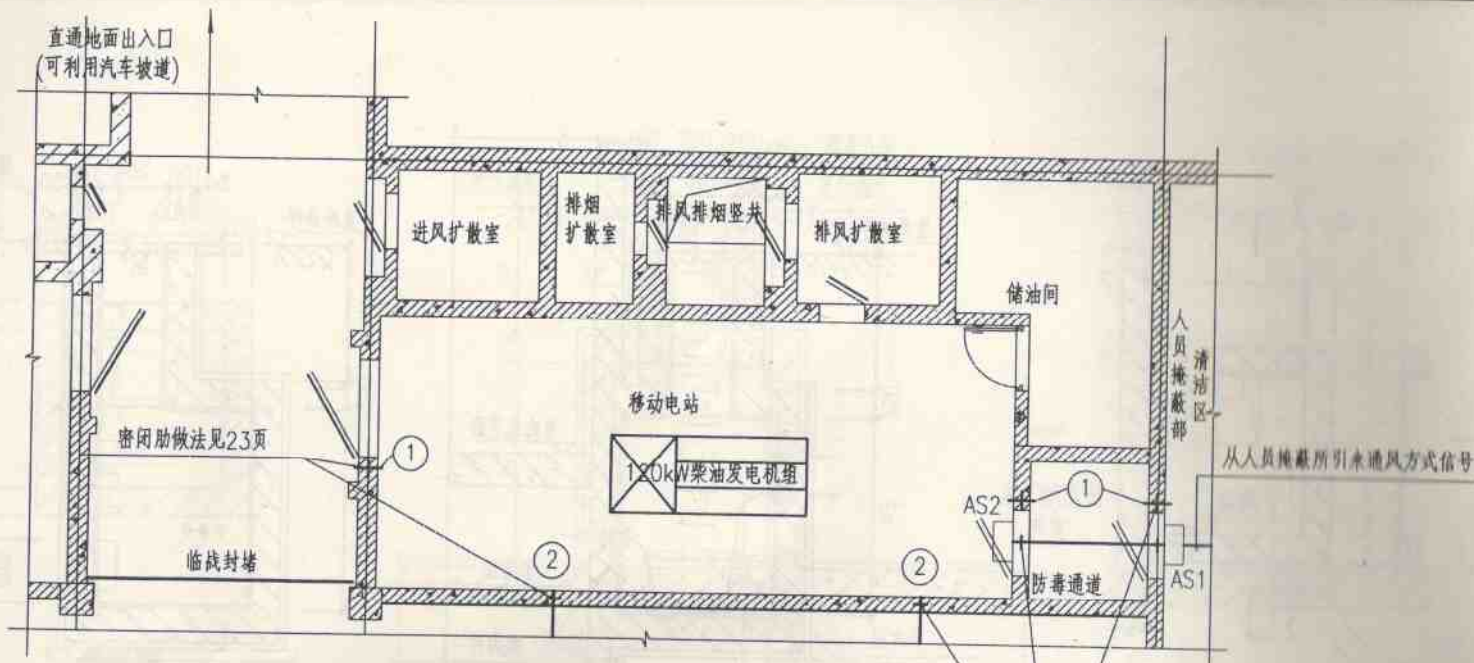 直通地面出入口
(可利用汽车坡道)
进风扩散室
排烟
扩散室
排风排烟竖井
排风扩散室
储油间
人员掩蔽部
清洁区
移动电站
密闭肋做法见23页
①
120kW柴油发电机组
从人员掩蔽所引来通风方式信号
AS2
①
临战封堵
②
②
防毒通道
AS1